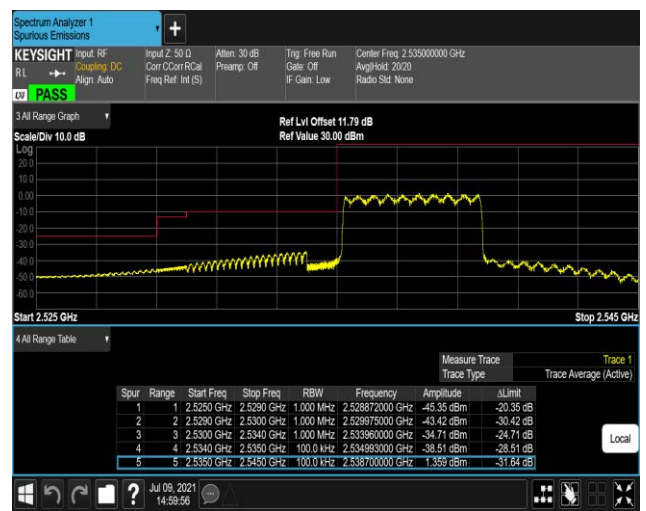 Spectrum Analyzer 1
Spurious Emissions
+
KEYSIGHT Input: RF Input Z: 50 Ω Atten: 30 dB Trig: Free Run Center Freq: 2.535000000 GHz
RL Coupling: DC Corr CCorr RCal Preamp: Off Gate: Off Avg|Hold: 20/20
Align: Auto Freq Ref: Int (S) IF Gain: Low Radio Std: None
LXI PASS
3 All Range Graph
Ref Lvl Offset 11.79 dB
Scale/Div 10.0 dB Ref Value 30.00 dBm
Log
20.0
10.0
0.00
-10.0
-20.0
-30.0
-40.0
-50.0
-60.0
Start 2.525 GHz Stop 2.545 GHz
4 All Range Table
Measure Trace Trace 1
Trace Type Trace Average (Active)
Spur Range Start Freq Stop Freq RBW Frequency Amplitude ΔLimit
1 1 2.5250 GHz 2.5290 GHz 1.000 MHz 2.528872000 GHz -45.35 dBm -20.35 dB
2 2 2.5290 GHz 2.5300 GHz 1.000 MHz 2.529975000 GHz -43.42 dBm -30.42 dB
3 3 2.5300 GHz 2.5340 GHz 1.000 MHz 2.533960000 GHz -34.71 dBm -24.71 dB
4 4 2.5340 GHz 2.5350 GHz 100.0 kHz 2.534993000 GHz -38.51 dBm -28.51 dB
5 5 2.5350 GHz 2.5450 GHz 100.0 kHz 2.538700000 GHz 1.359 dBm -31.64 dB
Local
? Jul 09, 2021
14:59:56